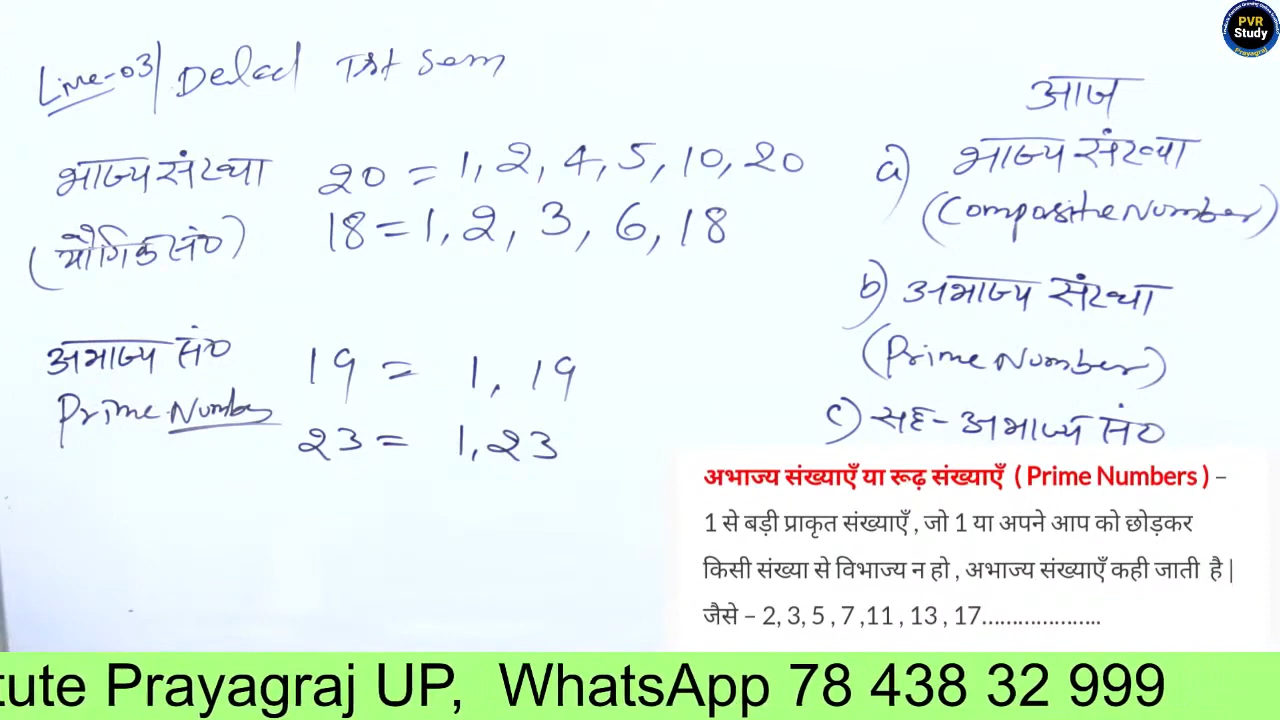 Live-03/ Deled Ist Sem
भाज्य संख्या 20 = 1, 2, 4, 5, 10, 20
(यौगिक सं०) 18 = 1, 2, 3, 6, 18
अभाज्य सं० 19 = 1, 19
Prime Number 23 = 1, 23
आज
a) भाज्य संख्या
(Composite Number)
b) अभाज्य संख्या
(Prime Number)
c) सह-अभाज्य सं०
अभाज्य संख्याएँ या रूढ़ संख्याएँ ( Prime Numbers ) –
1 से बड़ी प्राकृत संख्याएँ , जो 1 या अपने आप को छोड़कर
किसी संख्या से विभाज्य न हो , अभाज्य संख्याएँ कही जाती है |
जैसे – 2, 3, 5 , 7 ,11 , 13 , 17....................
PVR
Study
Prayagraj
tute Prayagraj UP, WhatsApp 78 438 32 999